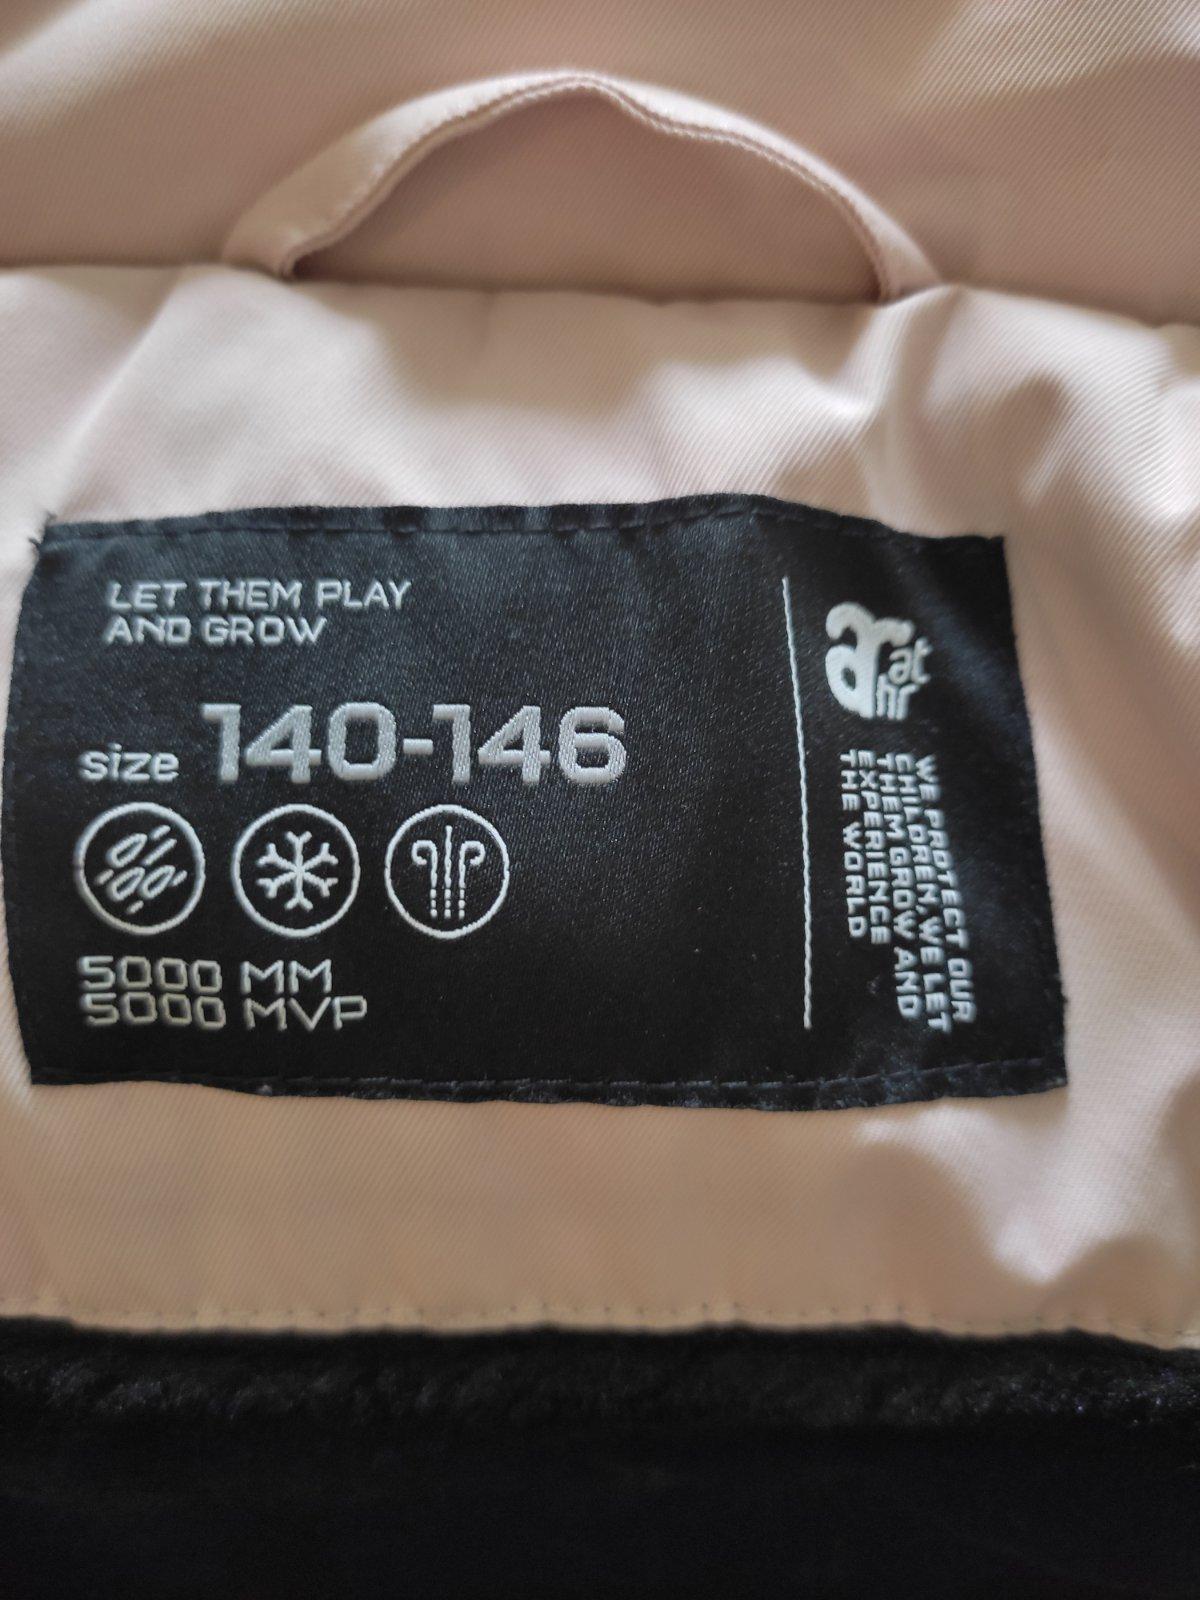 LET THEM PLAY
AND GROW
size 140-146
5000 MM
5000 MVP
WE PROTECT OUR
CHILDREN, WE LET
THEM GROW AND
EXPERIENCE
THE WORLD